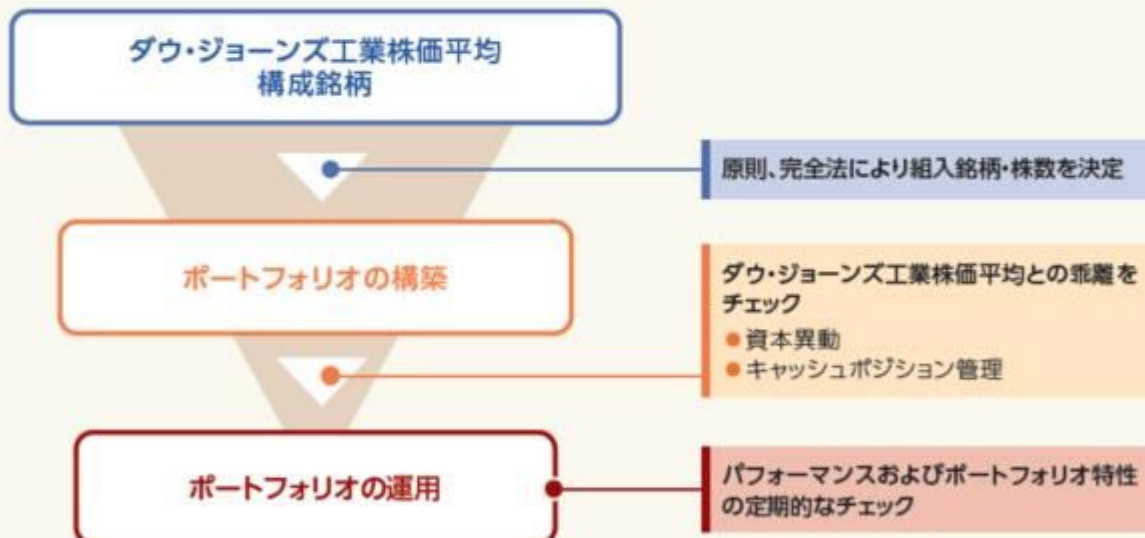 ダウ・ジョーンズ工業株価平均
構成銘柄
原則、完全法により組入銘柄・株数を決定
ポートフォリオの構築
ダウ・ジョーンズ工業株価平均との乖離を
チェック
●資本異動
●キャッシュポジション管理
ポートフォリオの運用
パフォーマンスおよびポートフォリオ特性
の定期的なチェック